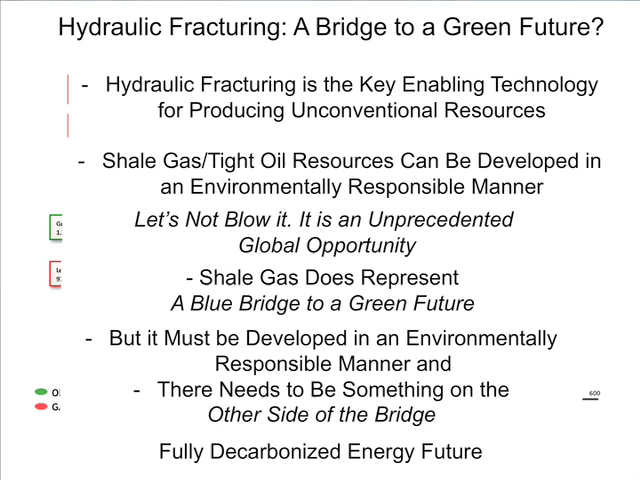 Hydraulic Fracturing: A Bridge to a Green Future?
- Hydraulic Fracturing is the Key Enabling Technology
for Producing Unconventional Resources
- Shale Gas/Tight Oil Resources Can Be Developed in
an Environmentally Responsible Manner
Let's Not Blow it. It is an Unprecedented
Global Opportunity
- Shale Gas Does Represent
A Blue Bridge to a Green Future
- But it Must be Developed in an Environmentally
Responsible Manner and
- There Needs to Be Something on the
Other Side of the Bridge
Fully Decarbonized Energy Future
600